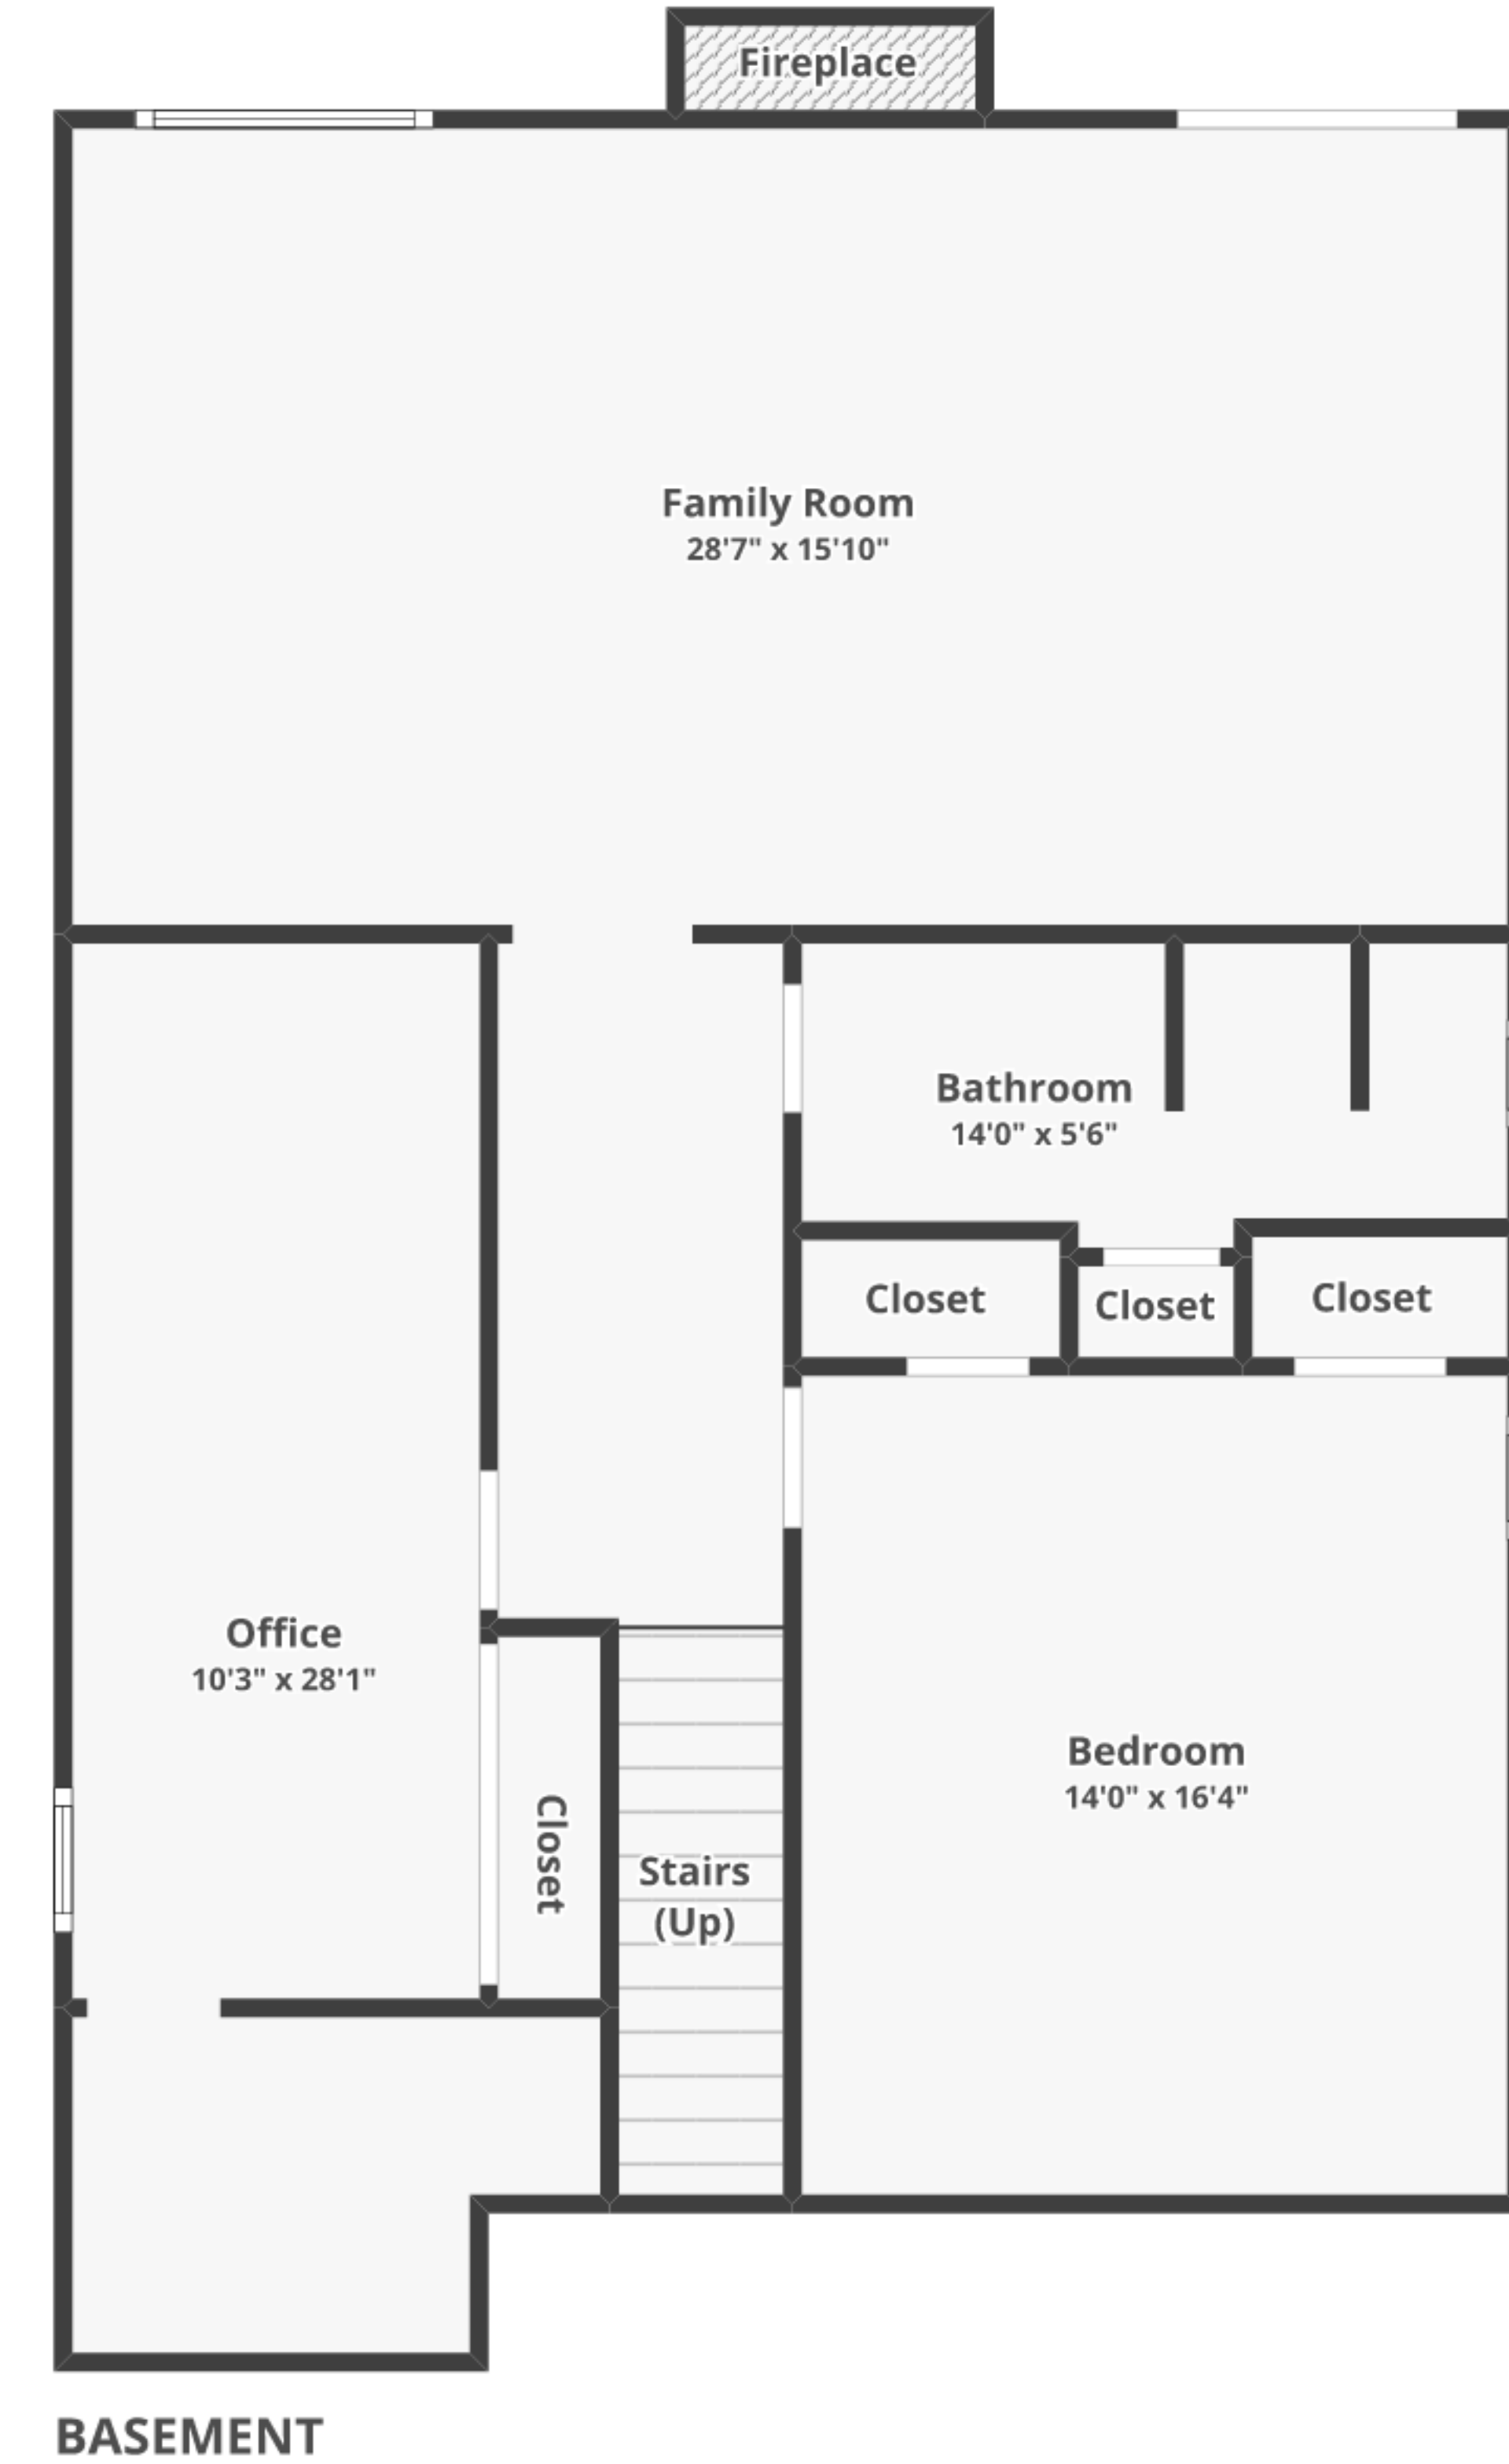 Fireplace
Family Room
28'7" x 15'10"
Bathroom
14'0" x 5'6"
Closet
Closet
Closet
Office
10'3" x 28'1"
Bedroom
14'0" x 16'4"
Closet
Stairs
(Up)
BASEMENT